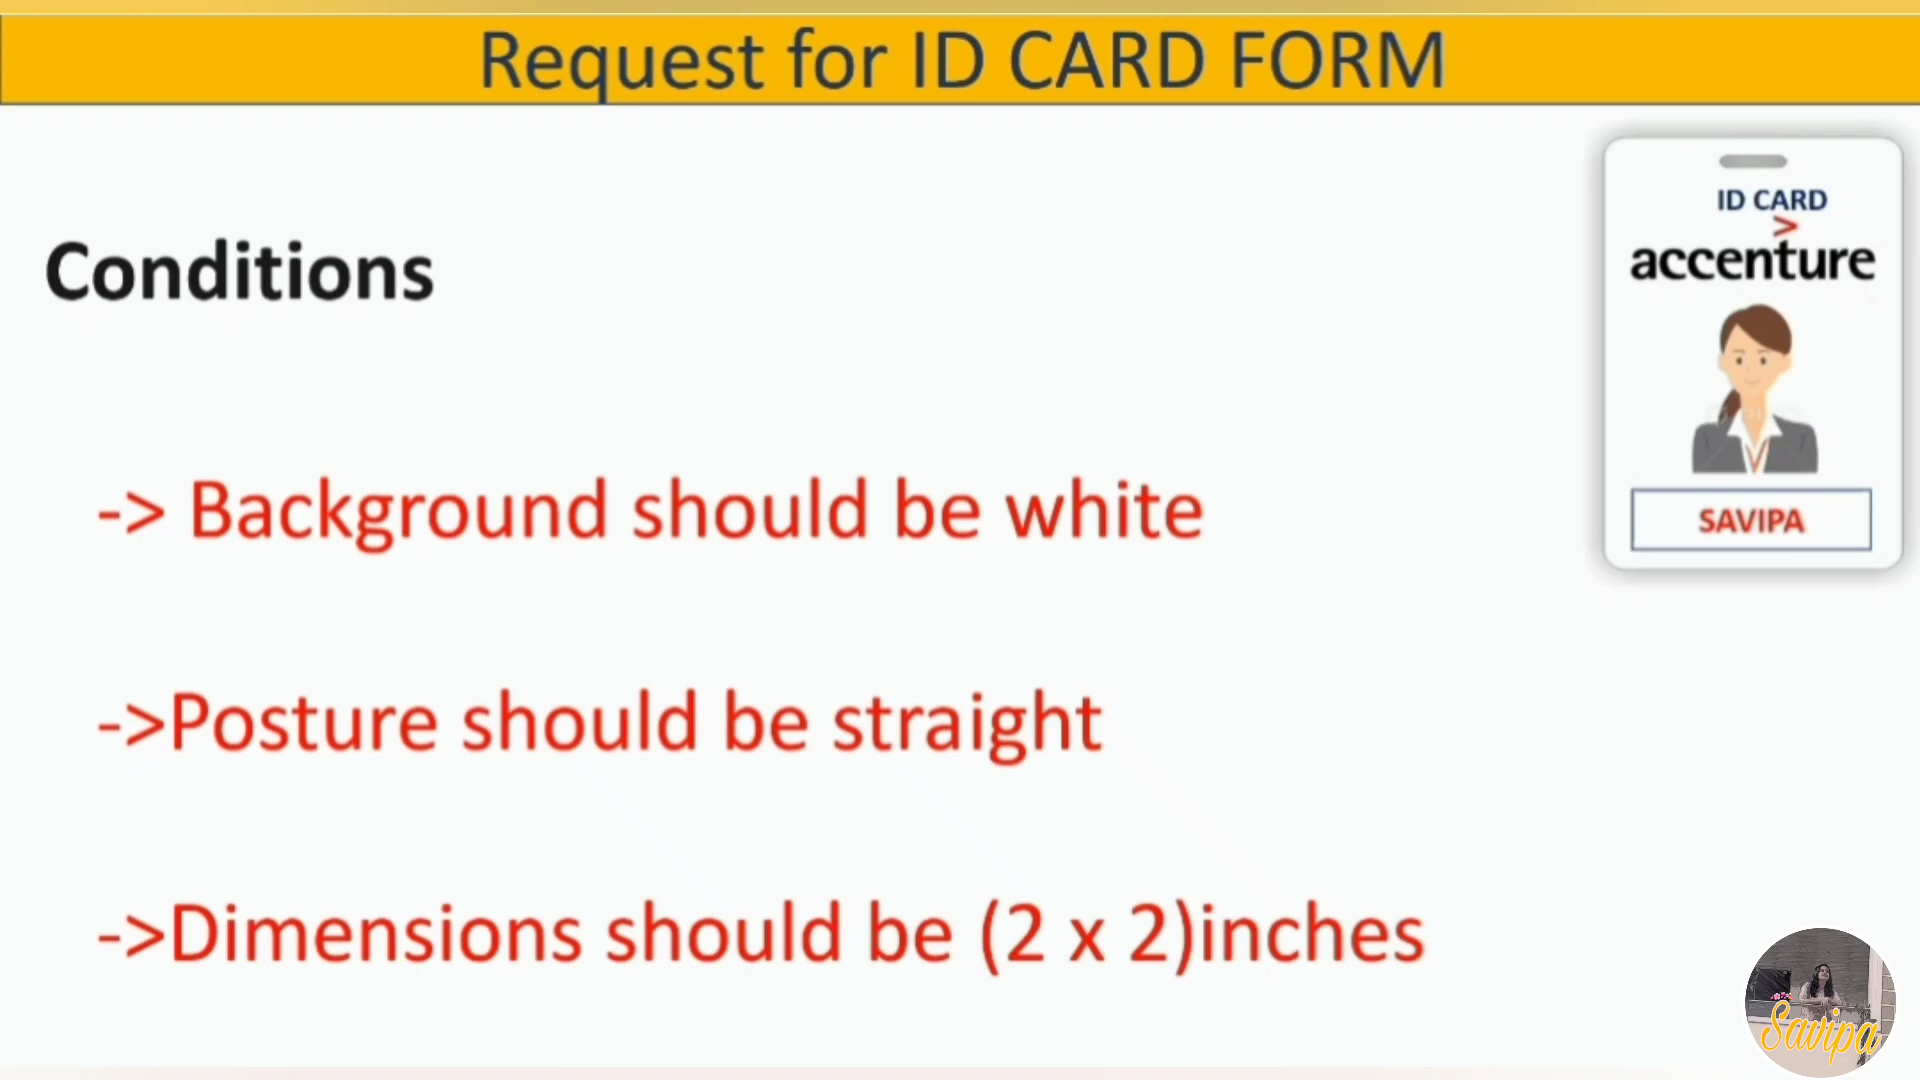 Request for ID CARD FORM
ID CARD
>
accenture
Conditions
-> Background should be white
SAVIPA
->Posture should be straight
->Dimensions should be (2 x 2)inches
Savipa